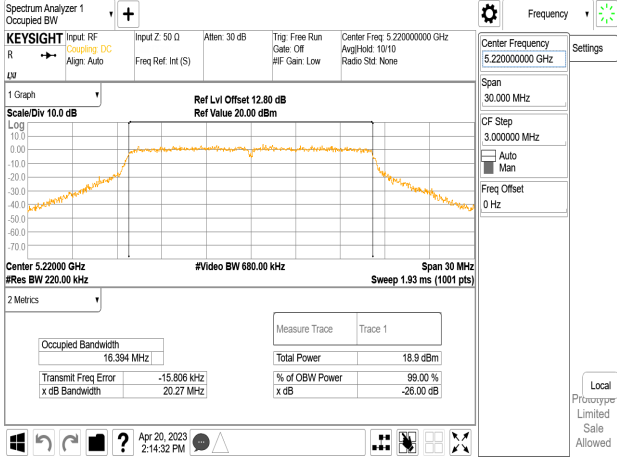 Spectrum Analyzer 1
Occupied BW
Frequency
KEYSIGHT
R
LXI
Input: RF
Coupling: DC
Align: Auto
Input Z: 50 Ω
Freq Ref: Int (S)
Atten: 30 dB
Trig: Free Run
Gate: Off
#IF Gain: Low
Center Freq: 5.220000000 GHz
Avg|Hold: 10/10
Radio Std: None
Center Frequency
5.220000000 GHz
Settings
Span
30.000 MHz
CF Step
3.000000 MHz
Auto
Man
Freq Offset
0 Hz
1 Graph
Scale/Div 10.0 dB
Ref Lvl Offset 12.80 dB
Ref Value 20.00 dBm
Log
10.0
0.00
-10.0
-20.0
-30.0
-40.0
-50.0
-60.0
-70.0
Center 5.22000 GHz
#Res BW 220.00 kHz
#Video BW 680.00 kHz
Span 30 MHz
Sweep 1.93 ms (1001 pts)
2 Metrics
Measure Trace Trace 1
Occupied Bandwidth
16.394 MHz
Total Power 18.9 dBm
Transmit Freq Error -15.806 kHz
x dB Bandwidth 20.27 MHz
% of OBW Power 99.00 %
x dB -26.00 dB
Local
Prototype
Limited
Sale
Allowed
?
Apr 20, 2023
2:14:32 PM